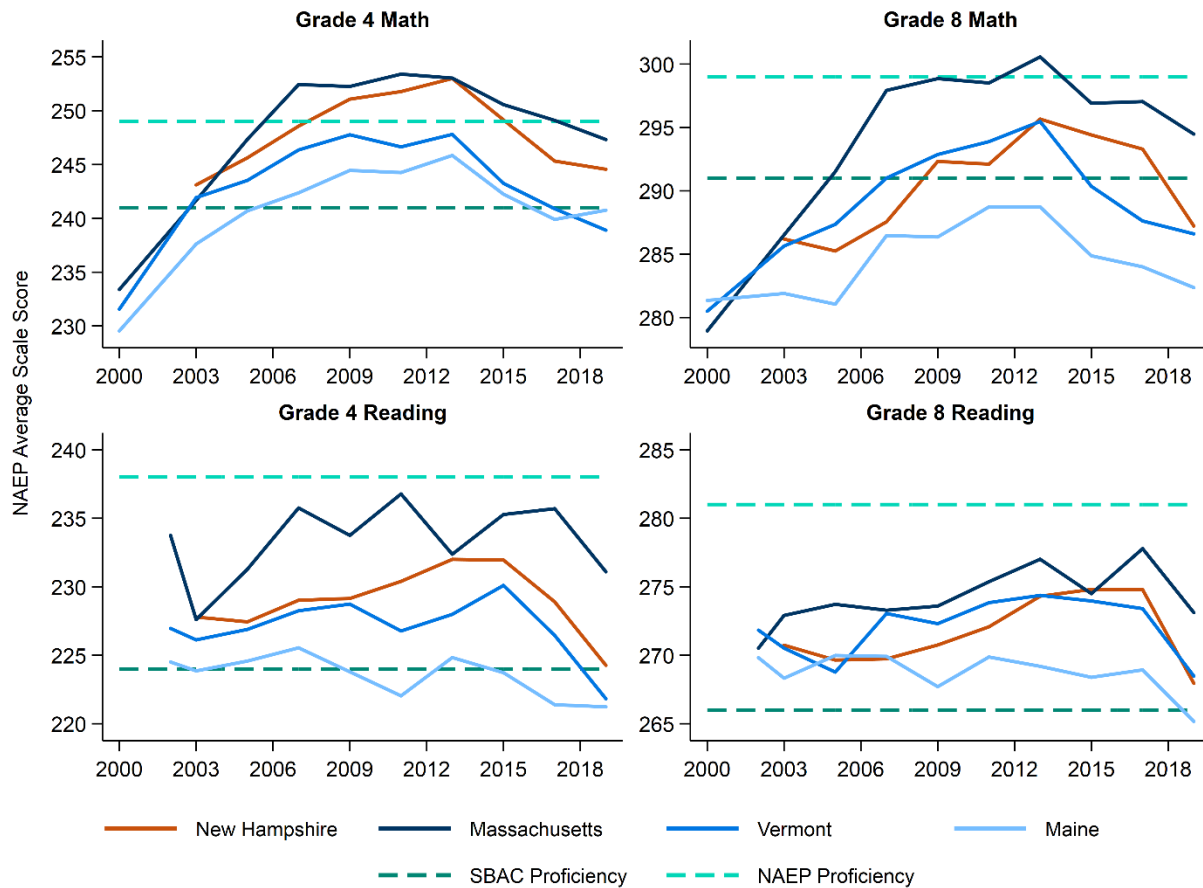 Grade 4 Math
Grade 8 Math
NAEP Average Scale Score
255
250
245
240
235
230
2000 2003 2006 2009 2012 2015 2018
300
295
290
285
280
2000 2003 2006 2009 2012 2015 2018
Grade 4 Reading
Grade 8 Reading
240
235
230
225
220
2000 2003 2006 2009 2012 2015 2018
285
280
275
270
265
2000 2003 2006 2009 2012 2015 2018
New Hampshire Massachusetts Vermont Maine
SBAC Proficiency NAEP Proficiency